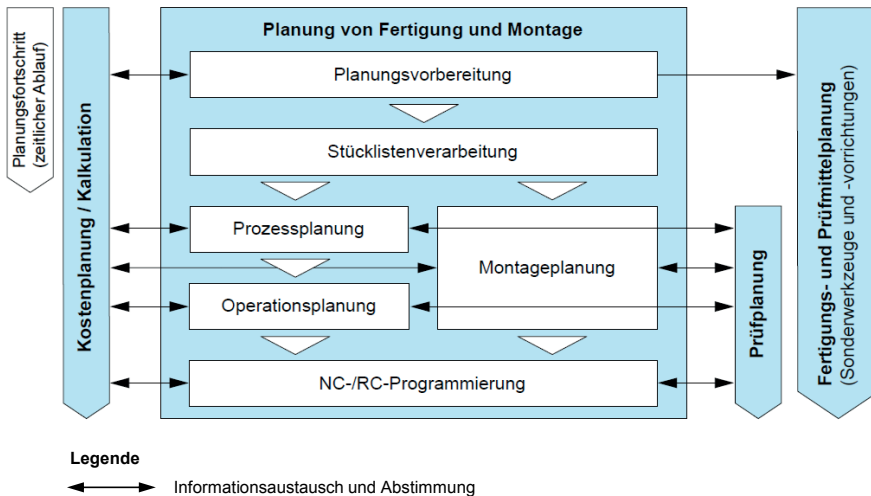 Planungsfortschritt
(zeitlicher Ablauf)
Kostenplanung / Kalkulation
Planung von Fertigung und Montage
Planungsvorbereitung
Stücklistenverarbeitung
Prozessplanung
Montageplanung
Operationsplanung
NC-/RC-Programmierung
Prüfplanung
Fertigungs- und Prüfmittelplanung
(Sonderwerkzeuge und -vorrichtungen)
Legende
Informationsaustausch und Abstimmung